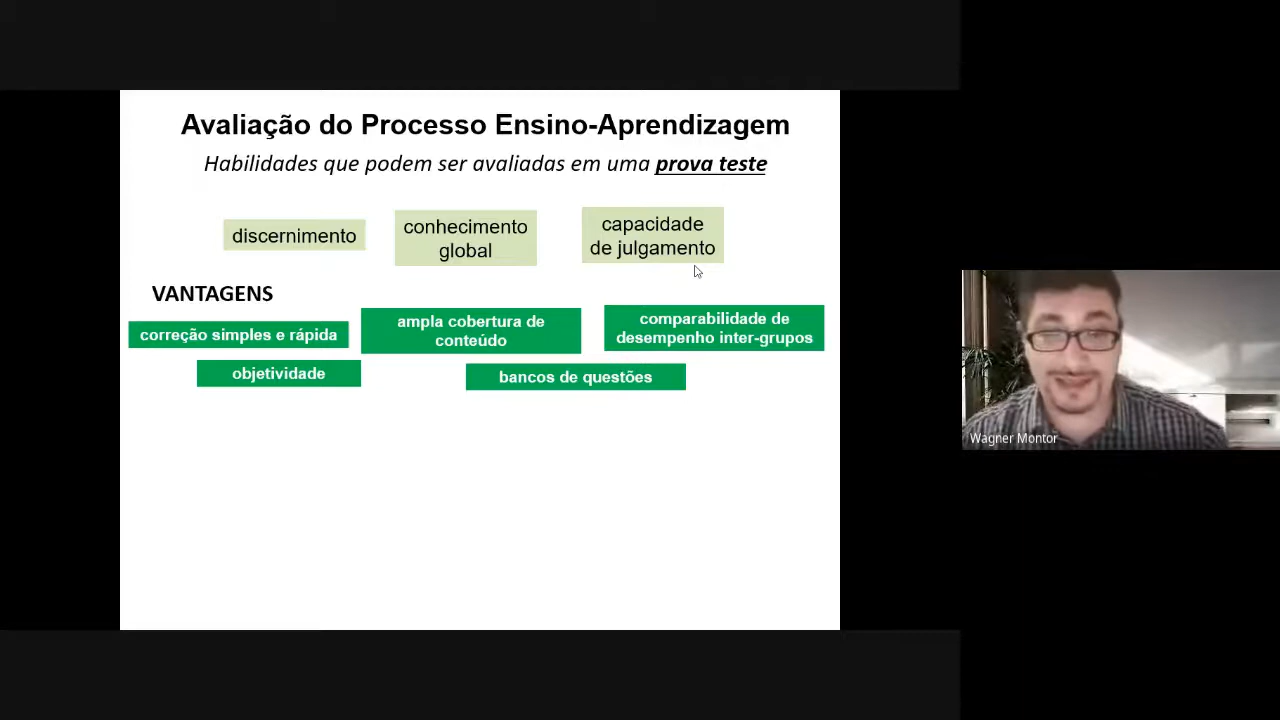 Avaliação do Processo Ensino-Aprendizagem
Habilidades que podem ser avaliadas em uma prova teste
discernimento
conhecimento
global
capacidade
de julgamento
VANTAGENS
correção simples e rápida
ampla cobertura de
conteúdo
comparabilidade de
desempenho inter-grupos
objetividade
bancos de questões
Wagner Montor